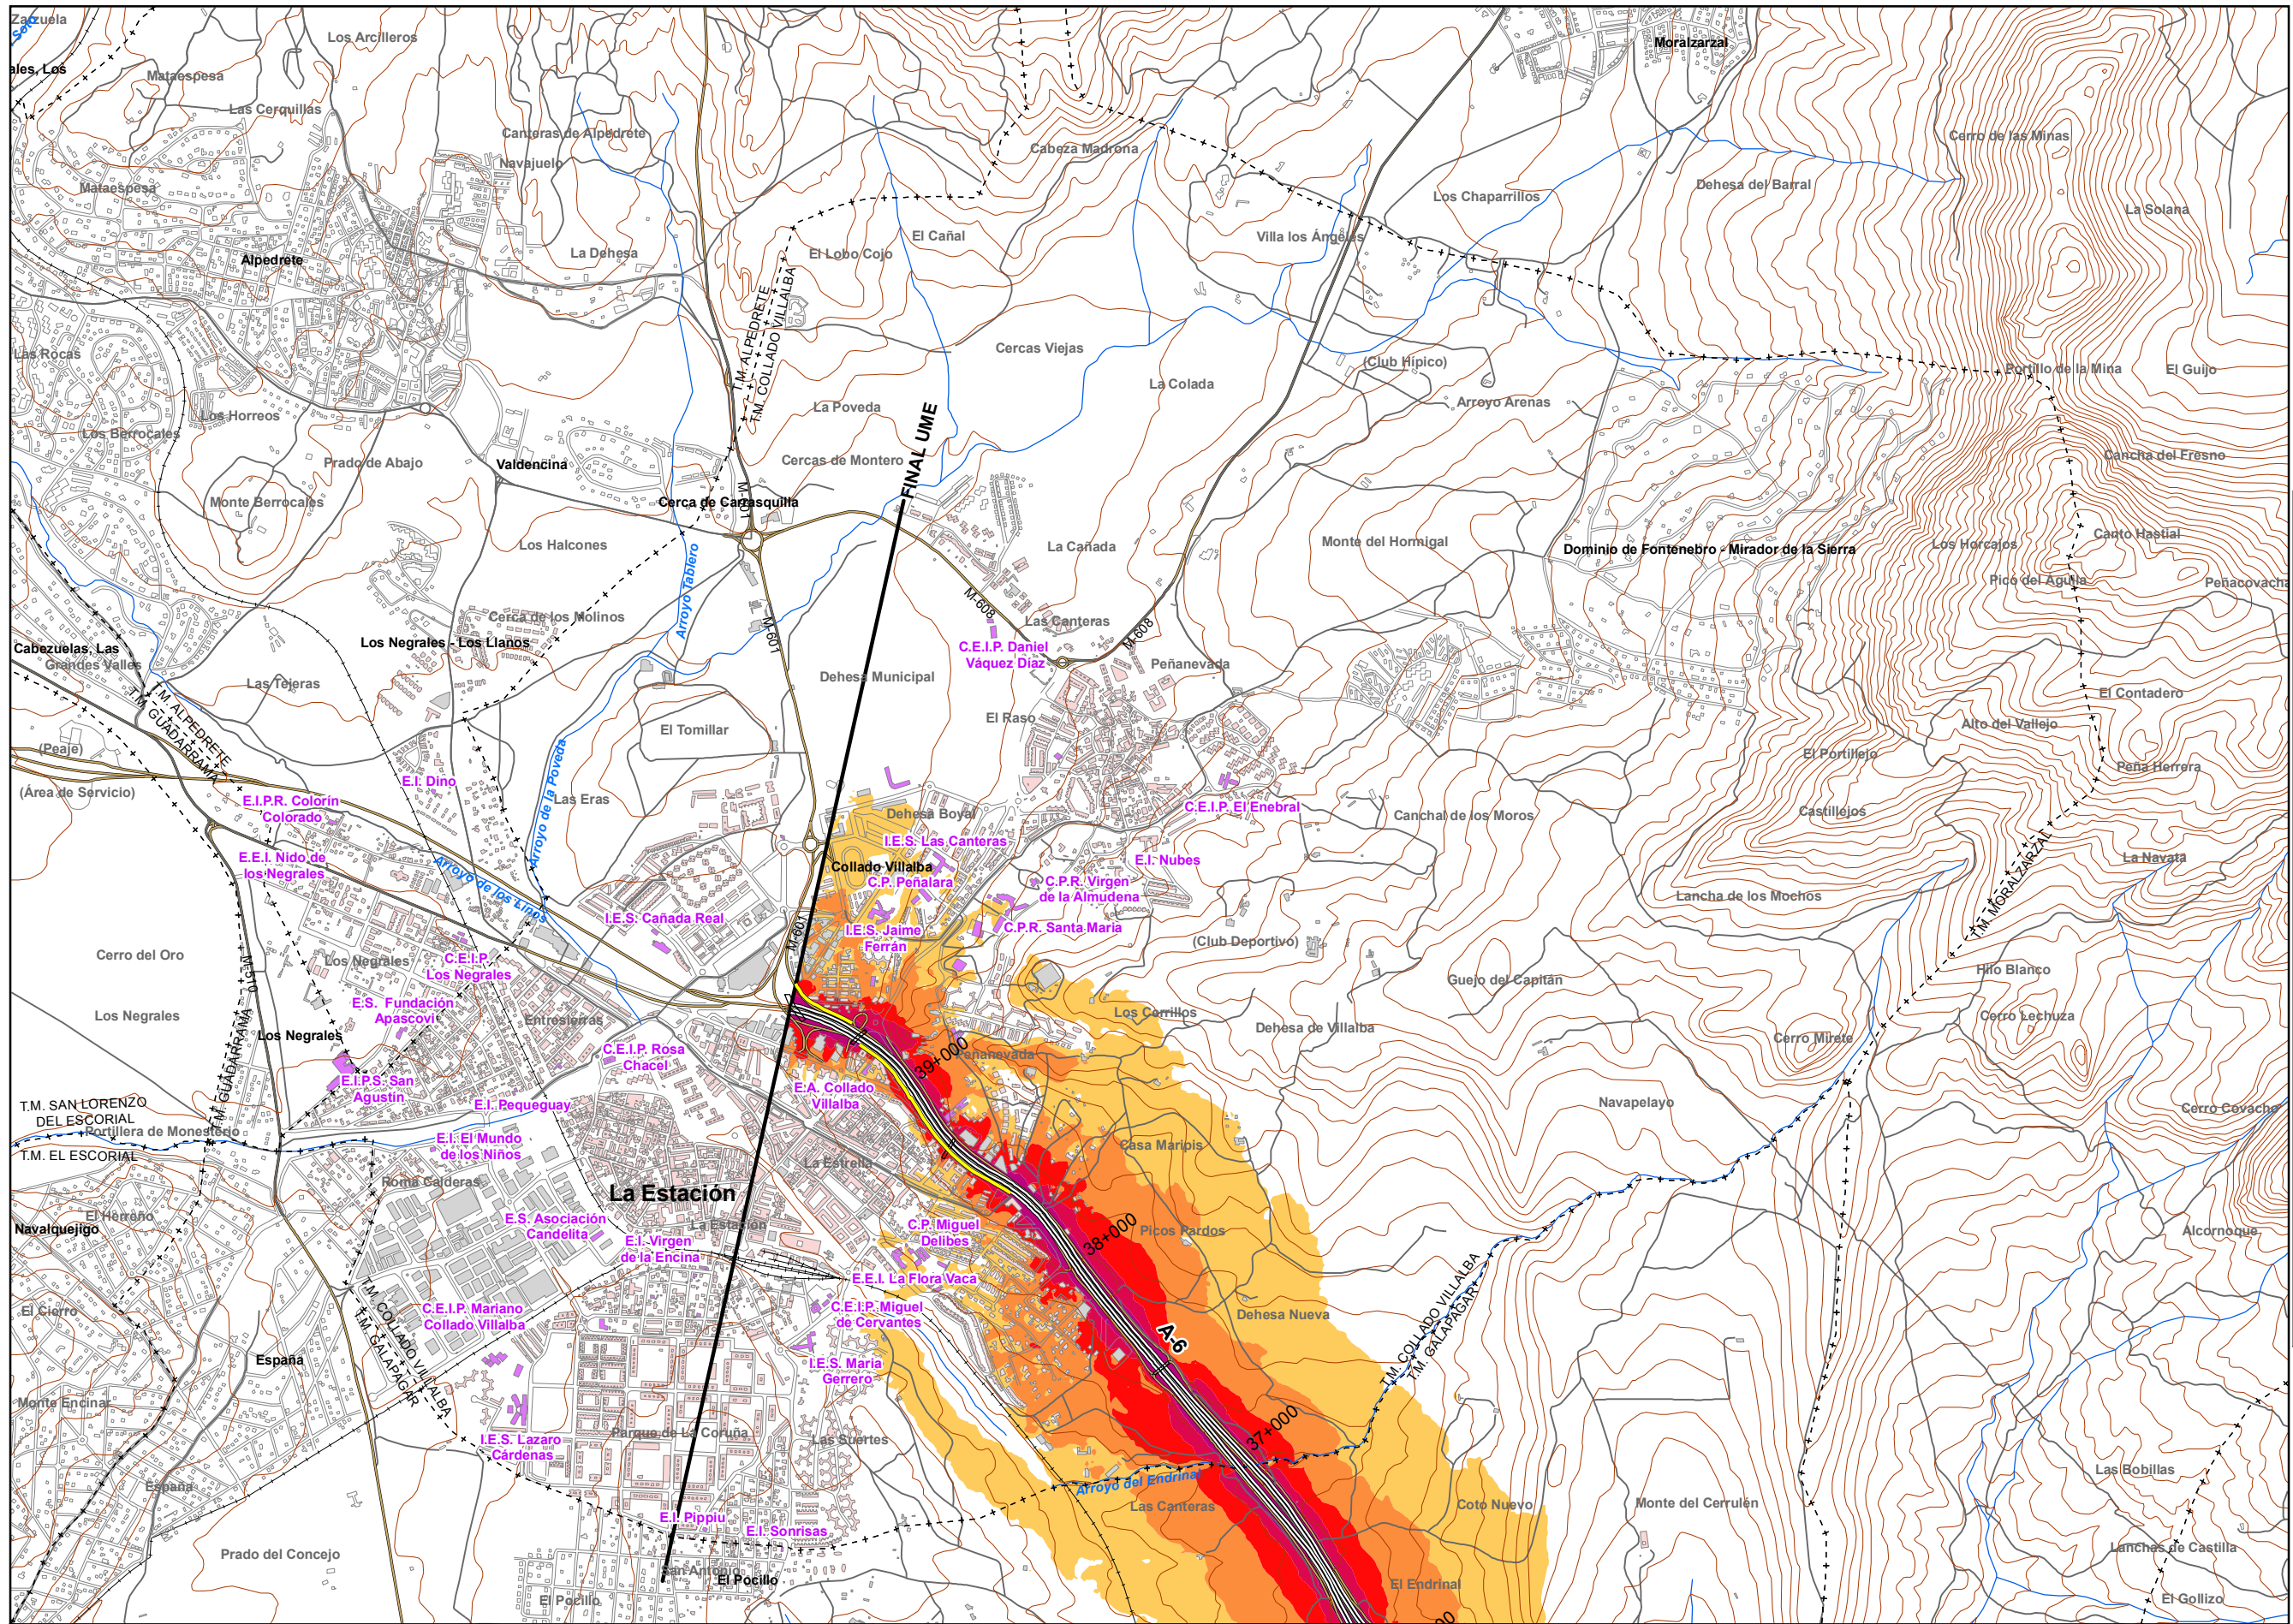 Zarzuela
Soto
Los Arcilleros
Moralzarzal
ales, Los
Mataespesa
Las Cerquillas
Canteras de Alpedrete
Navajuelo
Cabeza Madrona
Cerro de las Minas
Mataespesa
Los Chaparrillos
Dehesa del Barral
La Solana
El Cañal
Villa los Ángeles
Alpedrete
La Dehesa
El Lobo Cojo
T.M. ALPEDRETE
T.M. COLLADO VILLALBA
Las Rocas
Cercas Viejas
(Club Hípico)
Portillo de la Mina
El Guijo
La Colada
Los Horreos
La Poveda
Arroyo Arenas
Los Berrocales
FINAL UME
Prado de Abajo
Valdencina
Cercas de Montero
Cancha del Fresno
Monte Berrocales
Cerca de Carrasquilla
M-601
Los Halcones
La Cañada
Monte del Hormigal
Dominio de Fontenebro - Mirador de la Sierra
Los Horcajos
Canto Hastial
Arroyo Tablero
Pico del Aguila
Peñacovacha
Cerca de los Molinos
M-601
M-608
Las Canteras
M-608
Los Negrales - Los Llanos
Cabezuelas, Las
Grandes Valles
C.E.I.P. Daniel
Váquez Díaz
Peñanevada
Las Tejeras
Dehesa Municipal
El Contadero
T.M. ALPEDRETE
T.M. GUADARRAMA
El Raso
Alto del Vallejo
El Tomillar
(Peaje)
El Portillejo
Peña Herrera
(Área de Servicio)
E.I. Dino
Arroyo de la Poveda
Las Eras
E.I.P.R. Colorín
Colorado
C.E.I.P. El Enebral
Castillejos
Dehesa Boyal
Canchal de los Moros
I.E.S. Las Canteras
E.E.I. Nido de
los Negrales
Arroyo de los Linos
Collado Villalba
E.I. Nubes
La Navata
C.P. Peñalara
C.P.R. Virgen
de la Almudena
Lancha de los Mochos
T.M. MORALZARZAL
I.E.S. Cañada Real
M-601
I.E.S. Jaime
Ferrán
C.P.R. Santa Maria
(Club Deportivo)
Cerro del Oro
Los Negrales
C.E.I.P.
Los Negrales
M-510
Guejo del Capitán
Hilo Blanco
E.S. Fundación
Apascovi
Los Negrales
Entresierras
Los Cerrillos
Dehesa de Villalba
Cerro Lechuza
Los Negrales
Cerro Mirete
C.E.I.P. Rosa
Chacel
39+000
Peñanevada
T.M. GUADARRAMA
E.I.P.S. San
Agustín
E.A. Collado
Villalba
T.M. SAN LORENZO
DEL ESCORIAL
E.I. Pequeguay
Navapelayo
Cerro Covacho
Portillera de Monesterio
T.M. EL ESCORIAL
E.I. El Mundo
de los Niños
Casa Maripis
La Estrella
Roma Calderas
La Estación
El Herreño
Navalquejigo
E.S. Asociación
Candelita
La Estación
C.P. Miguel
Delibes
38+000
Picos Pardos
Alcornoque
E.I. Virgen
de la Encina
E.E.I. La Flora Vaca
T.M. COLLADO VILLALBA
T.M. GALAPAGAR
El Cierro
C.E.I.P. Mariano
Collado Villalba
C.E.I.P. Miguel
de Cervantes
Dehesa Nueva
A-6
T.M. COLLADO VILLALBA
T.M. GALAPAGAR
España
I.E.S. Maria
Gerrero
Monte Encinar
37+000
Parque de La Coruña
Las Suertes
I.E.S. Lazaro
Cárdenas
Arroyo del Endrinal
Las Bobillas
España
Las Canteras
Coto Nuevo
Monte del Cerrulén
E.I. Pippiu
E.I. Sonrisas
Prado del Concejo
Lanchas de Castilla
San Antonio
El Pocillo
El Endrinal
El Pocillo
El Gollizo